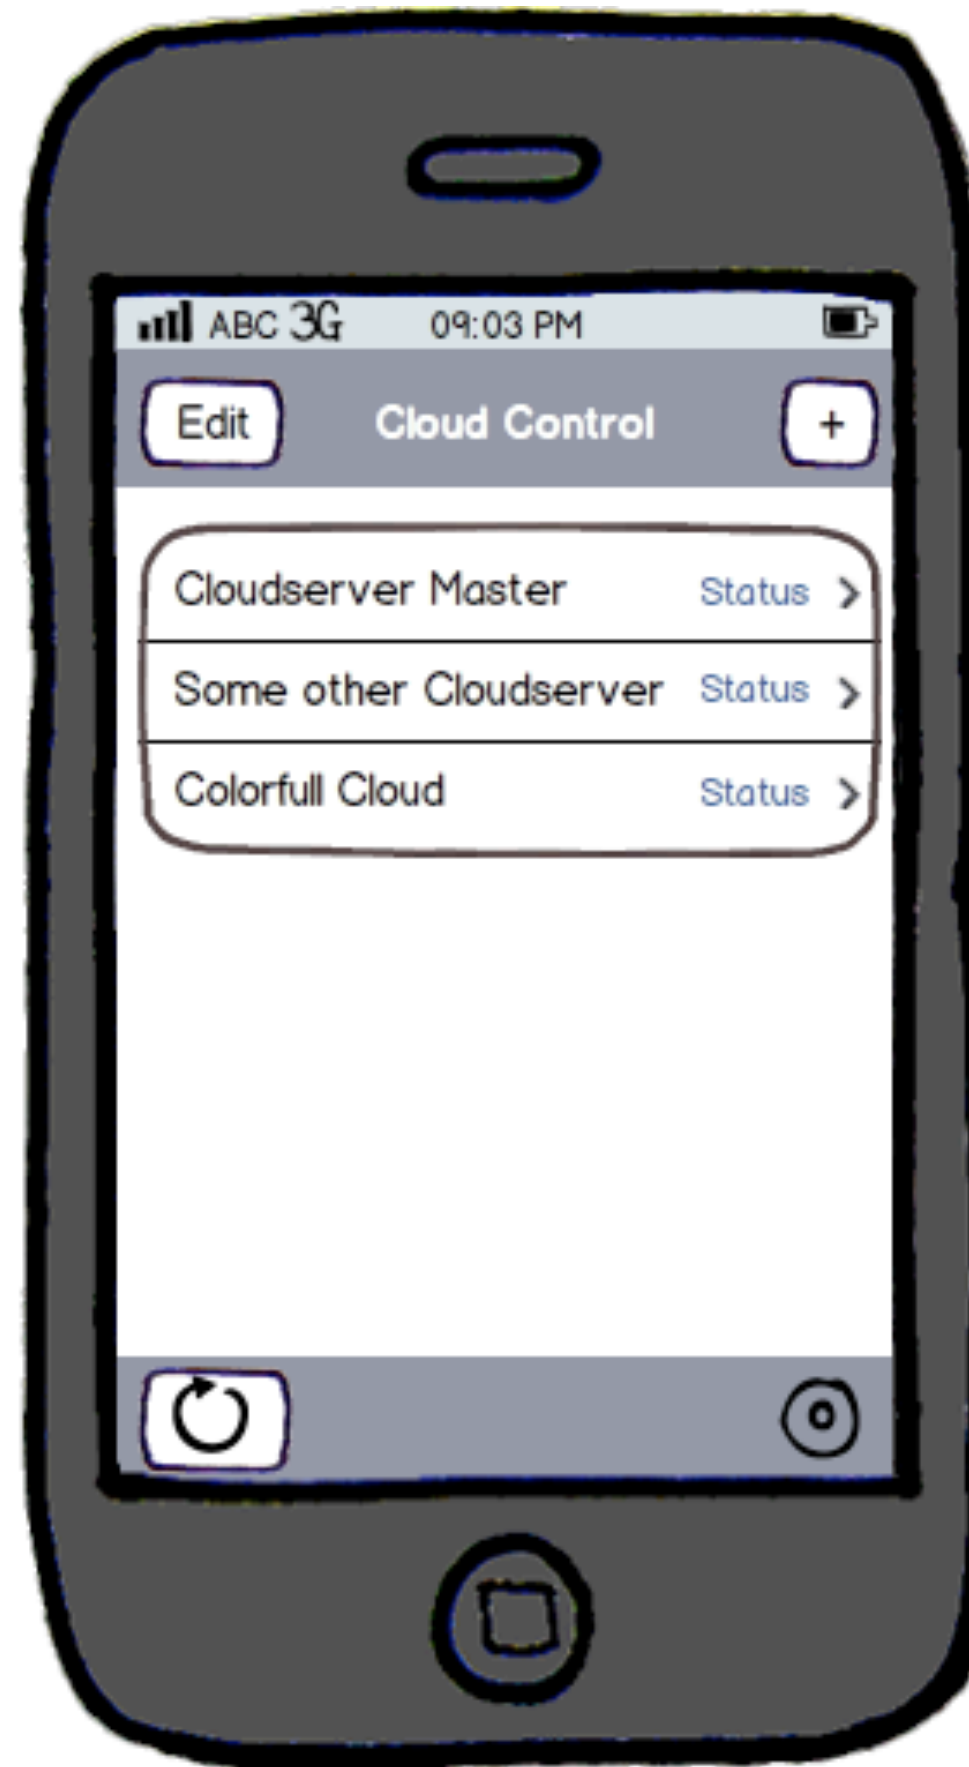 ABC 3G 09:03 PM
Edit Cloud Control +
Cloudserver Master Status >
Some other Cloudserver Status >
Colorfull Cloud Status >